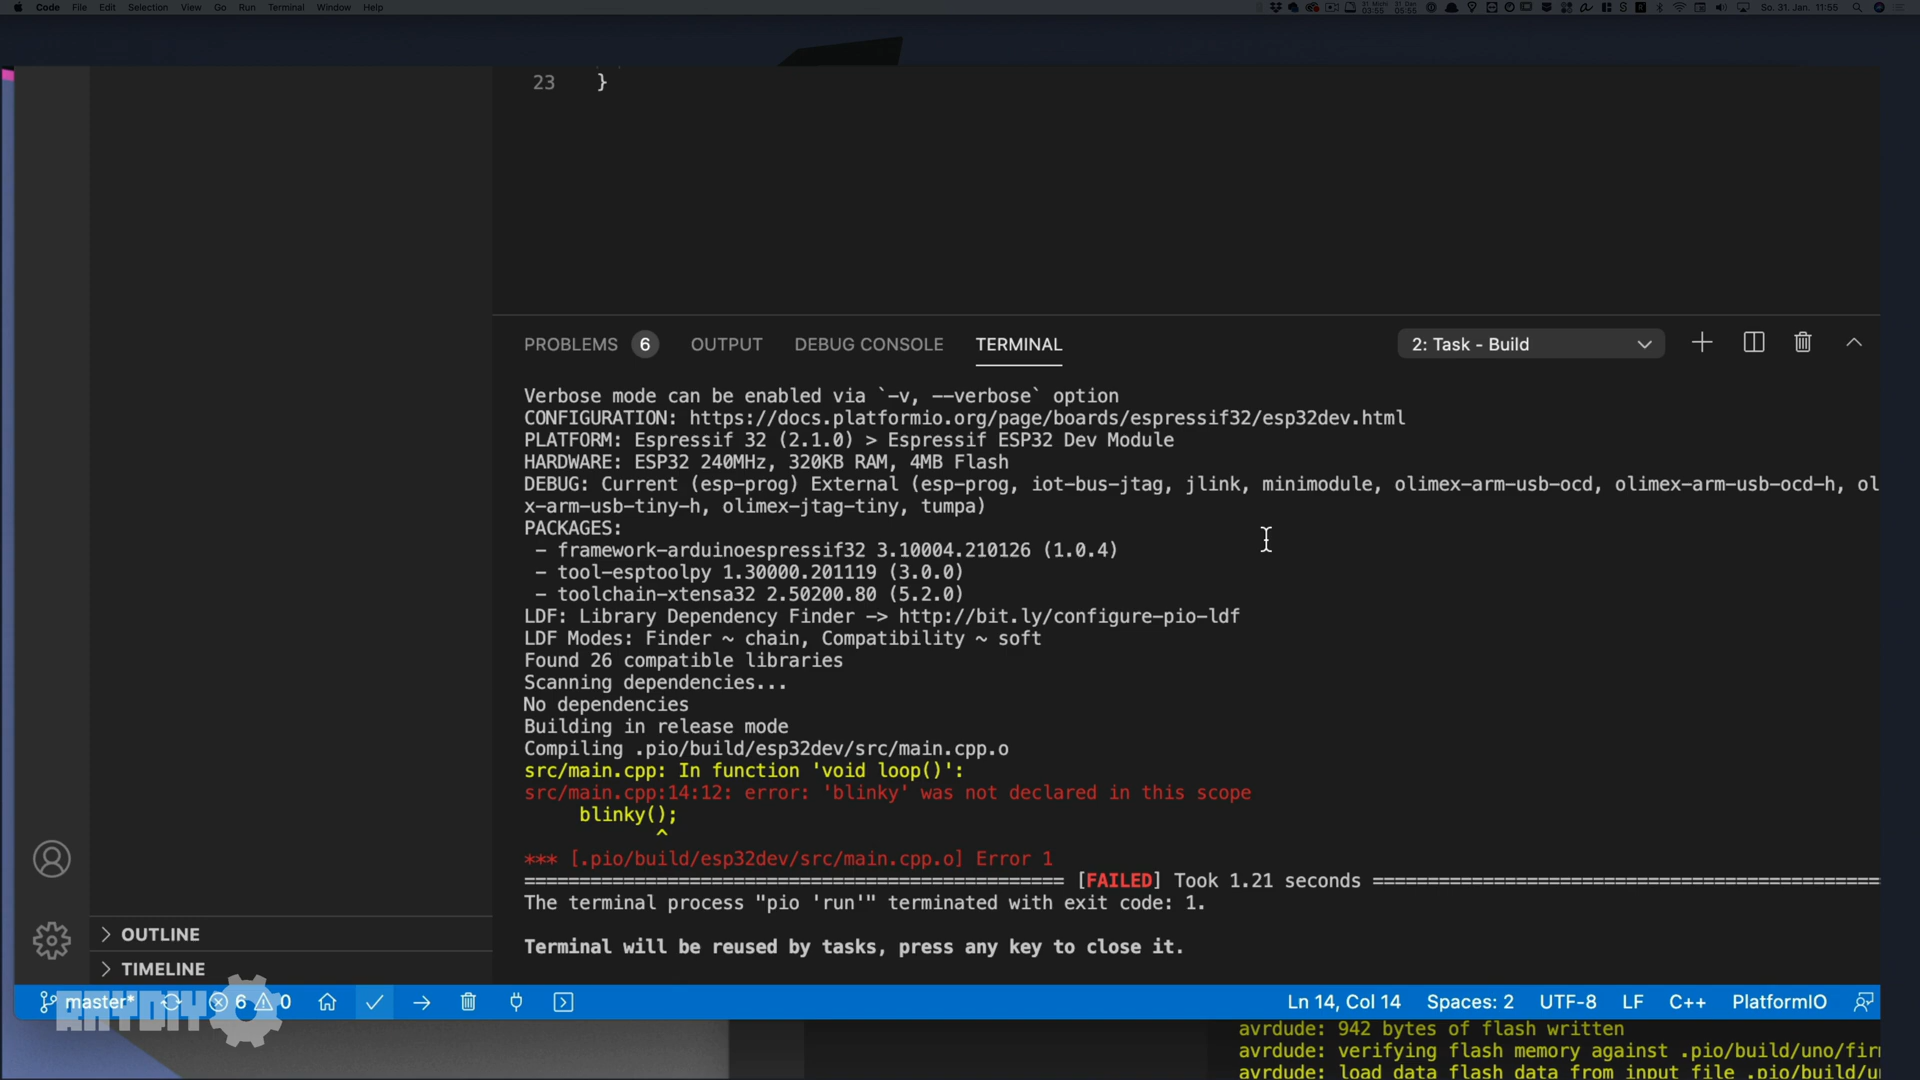 Code File Edit Selection View Go Run Terminal Window Help So. 31. Jan. 11:55
23 }
PROBLEMS 6 OUTPUT DEBUG CONSOLE TERMINAL 2: Task - Build
Verbose mode can be enabled via `-v, --verbose` option
CONFIGURATION: https://docs.platformio.org/page/boards/espressif32/esp32dev.html
PLATFORM: Espressif 32 (2.1.0) > Espressif ESP32 Dev Module
HARDWARE: ESP32 240MHz, 320KB RAM, 4MB Flash
DEBUG: Current (esp-prog) External (esp-prog, iot-bus-jtag, jlink, minimodule, olimex-arm-usb-ocd, olimex-arm-usb-ocd-h, ol
x-arm-usb-tiny-h, olimex-jtag-tiny, tumpa)
PACKAGES:
- framework-arduinoespressif32 3.10004.210126 (1.0.4)
- tool-esptoolpy 1.30000.201119 (3.0.0)
- toolchain-xtensa32 2.50200.80 (5.2.0)
LDF: Library Dependency Finder -> http://bit.ly/configure-pio-ldf
LDF Modes: Finder ~ chain, Compatibility ~ soft
Found 26 compatible libraries
Scanning dependencies...
No dependencies
Building in release mode
Compiling .pio/build/esp32dev/src/main.cpp.o
src/main.cpp: In function 'void loop()':
src/main.cpp:14:12: error: 'blinky' was not declared in this scope
blinky();
^
*** [.pio/build/esp32dev/src/main.cpp.o] Error 1
================================================= [FAILED] Took 1.21 seconds ==============================================
The terminal process "pio 'run'" terminated with exit code: 1.
Terminal will be reused by tasks, press any key to close it.
OUTLINE
TIMELINE
master* 6 0 Ln 14, Col 14 Spaces: 2 UTF-8 LF C++ PlatformIO
ANYDIY
avrdude: 942 bytes of flash written
avrdude: verifying flash memory against .pio/build/uno/firm
avrdude: load data flash data from input file .pio/build/u